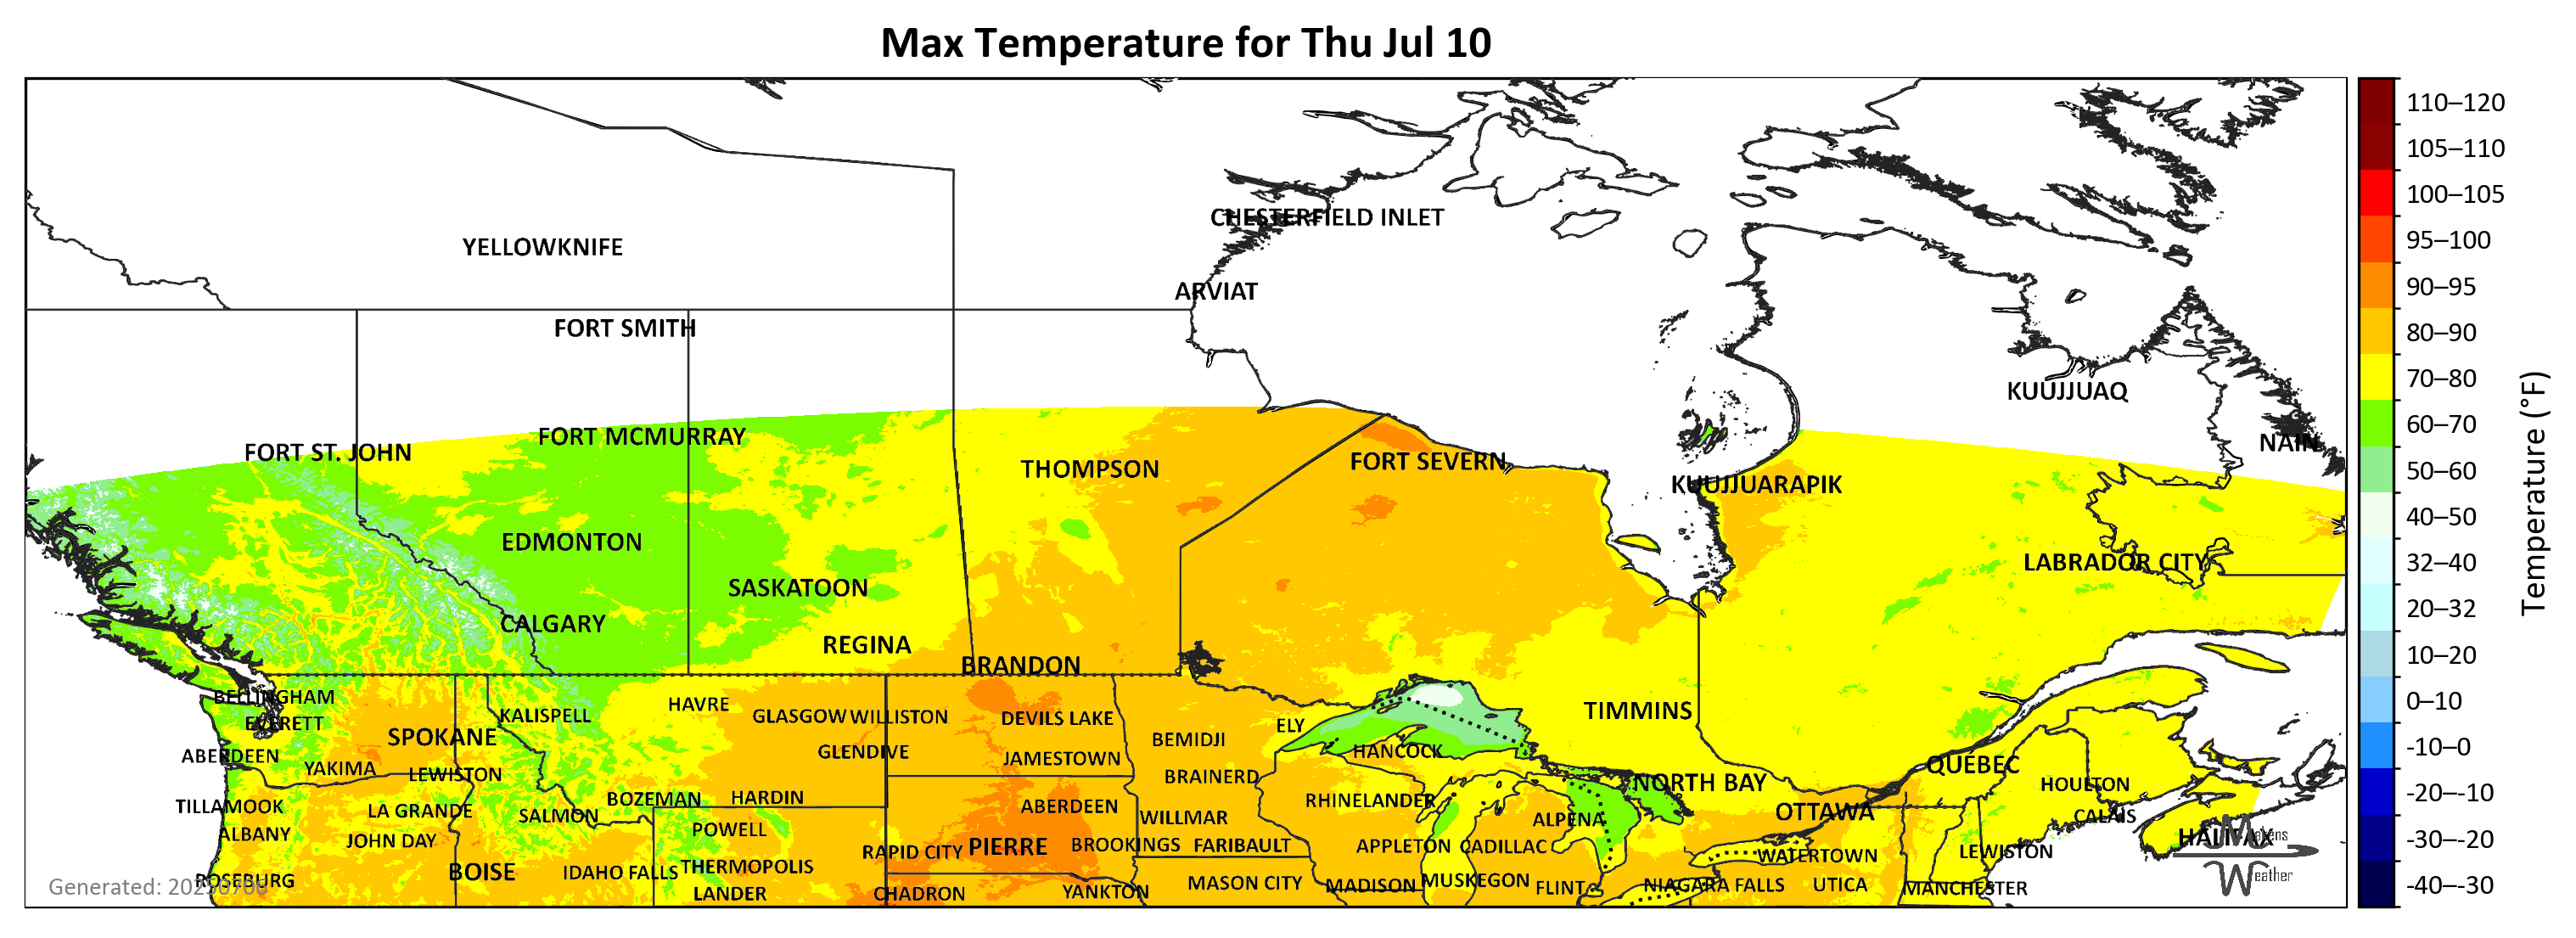 Max Temperature for Thu Jul 10
CHESTERFIELD INLET
YELLOWKNIFE
ARVIAT
FORT SMITH
KUUJJUAQ
FORT MCMURRAY
NAIN
FORT ST. JOHN
FORT SEVERN
THOMPSON
KUUJJUARAPIK
EDMONTON
LABRADOR CITY
SASKATOON
CALGARY
REGINA
BRANDON
BELLINGHAM
HAVRE
TIMMINS
KALISPELL
GLASGOW WILLISTON
DEVILS LAKE
EVERETT
ELY
SPOKANE
BEMIDJI
GLENDIVE
HANCOCK
ABERDEEN
JAMESTOWN
QUÉBEC
YAKIMA
LEWISTON
BRAINERD
NORTH BAY
HOULTON
BOZEMAN
HARDIN
RHINELANDER
TILLAMOOK
ABERDEEN
LA GRANDE
OTTAWA
SALMON
WILLMAR
CALAIS
ALPENA
POWELL
ALBANY
HALIFAX
JOHN DAY
PIERRE
BROOKINGS
FARIBAULT
APPLETON
CADILLAC
RAPID CITY
LEWISTON
WATERTOWN
THERMOPOLIS
BOISE
IDAHO FALLS
ROSEBURG
MUSKEGON
MASON CITY
NIAGARA FALLS
UTICA
MADISON
FLINT
MANCHESTER
LANDER
CHADRON
YANKTON
Weather
110–120
105–110
100–105
95–100
90–95
80–90
70–80
60–70
50–60
40–50
32–40
20–32
10–20
0–10
-10–0
-20–-10
-30–-20
-40–-30
Temperature (°F)